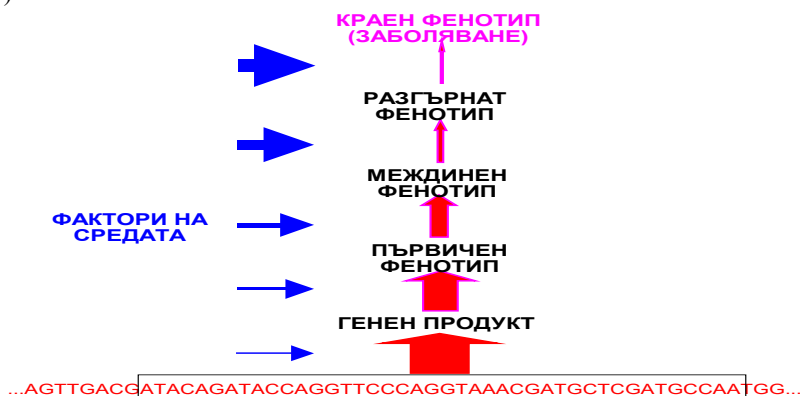 )
КРАЕН ФЕНОТИП
(ЗАБОЛЯВАНЕ)
РАЗГЪРНАТ
ФЕНОТИП
МЕЖДИНЕН
ФЕНОТИП
ФАКТОРИ НА
СРЕДАТА
ПЪРВИЧЕН
ФЕНОТИП
ГЕНЕН ПРОДУКТ
...AGTTGACGATACAGATACCAGGTTCCCAGGTAAACGATGCTCGATGCCAATGG...